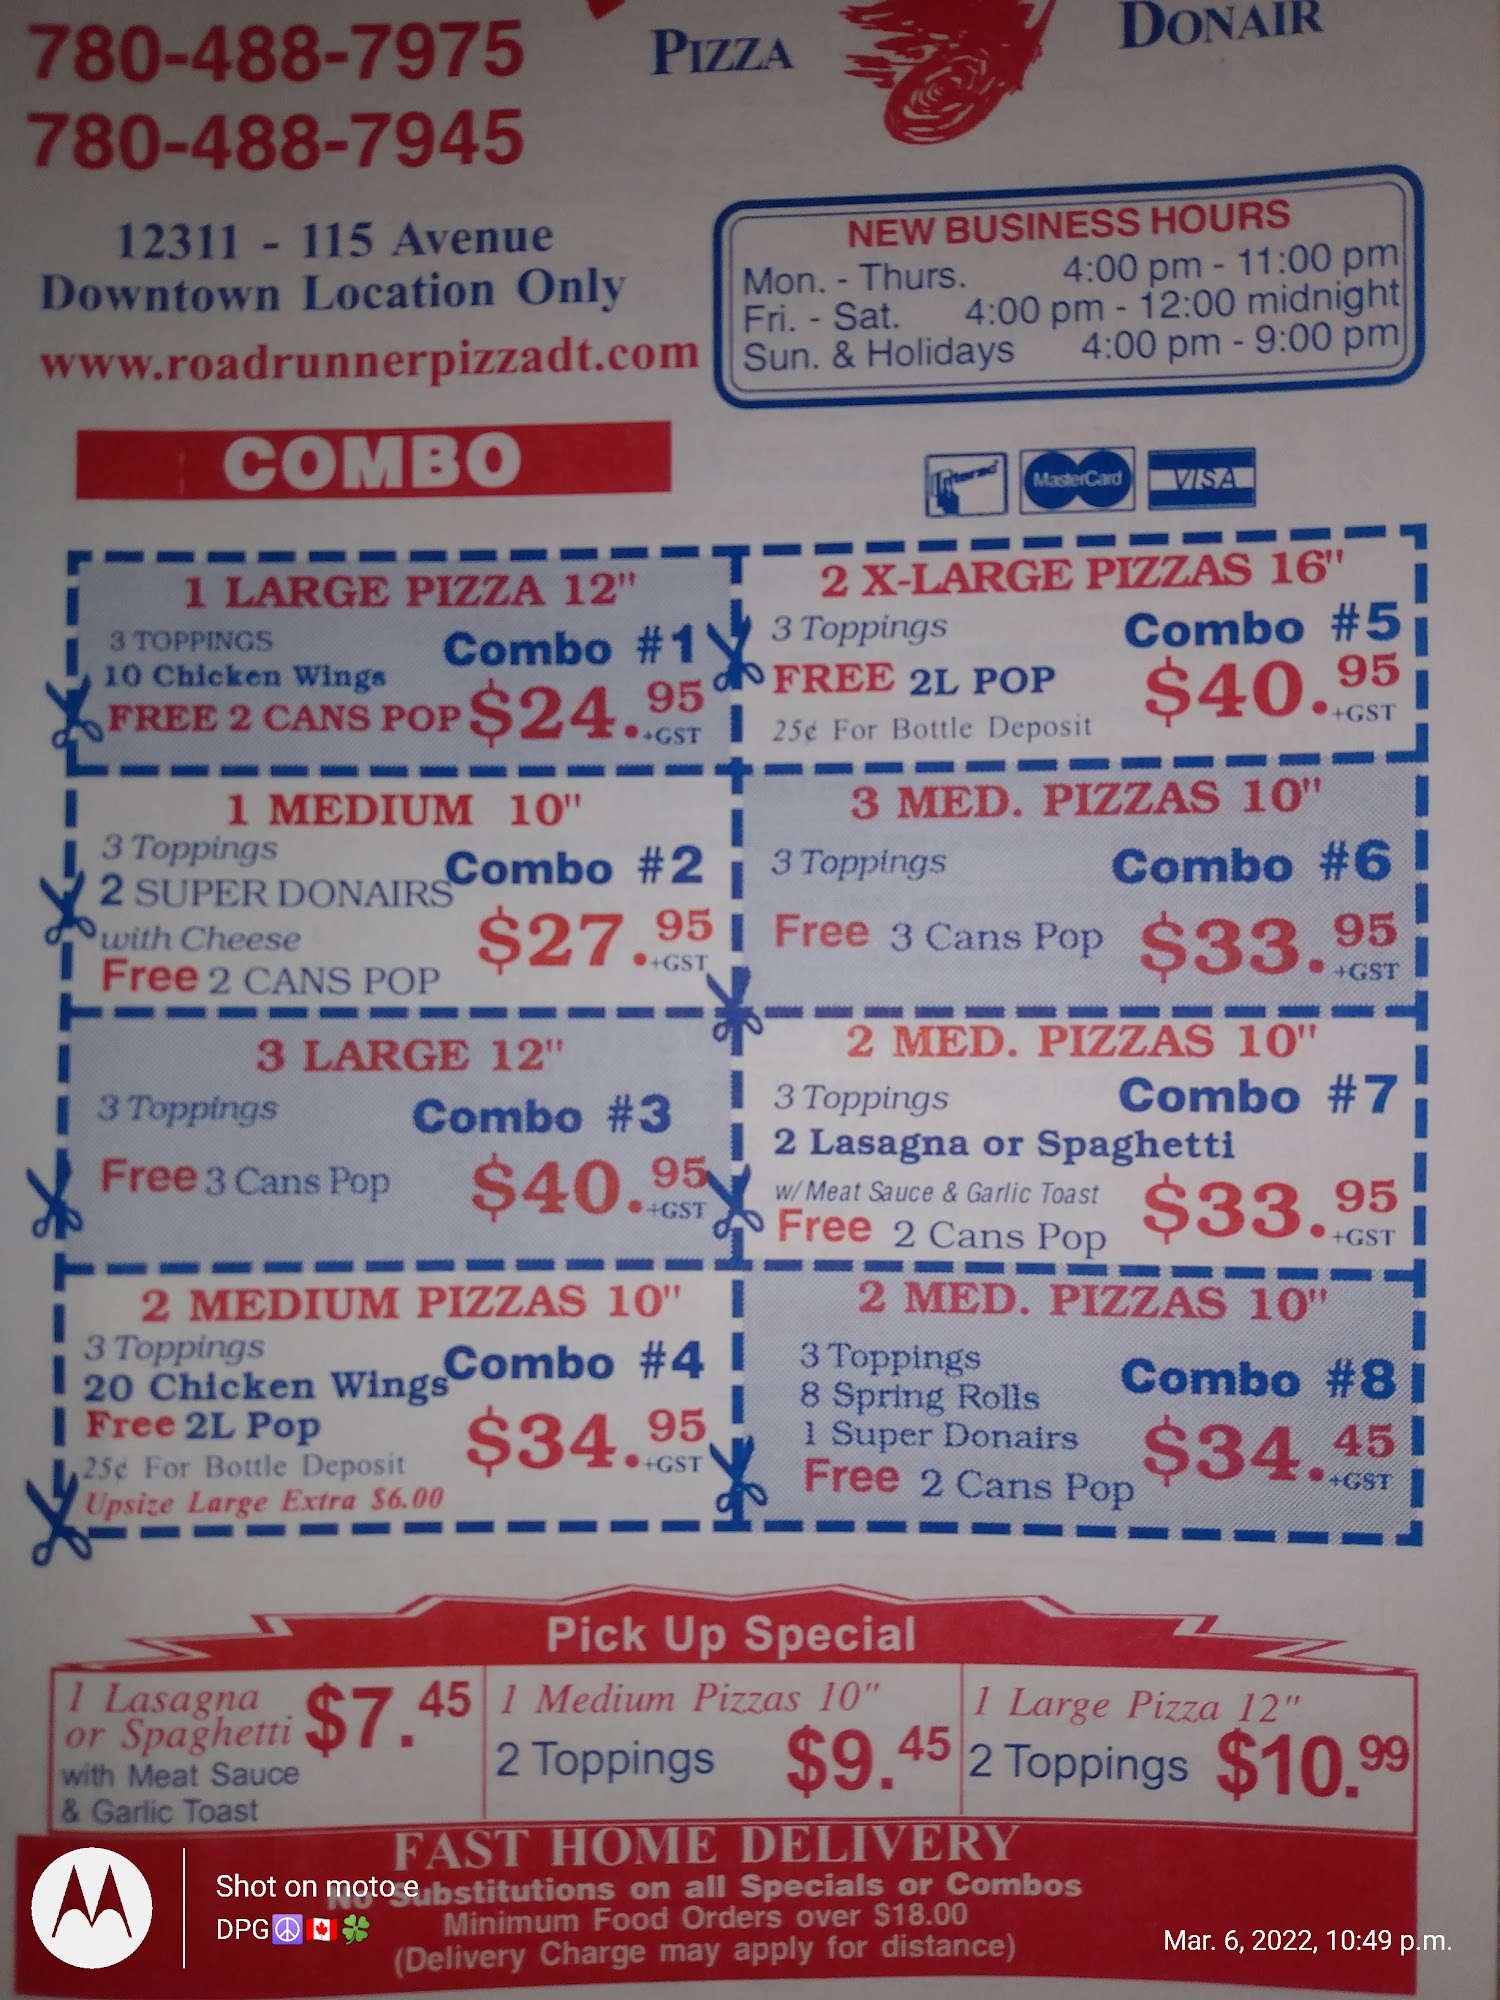 780-488-7975
780-488-7945
PIZZA
DONAIR
12311 - 115 Avenue
Downtown Location Only
www.roadrunnerpizzadt.com
NEW BUSINESS HOURS
Mon. - Thurs. 4:00 pm - 11:00 pm
Fri. - Sat. 4:00 pm - 12:00 midnight
Sun. & Holidays 4:00 pm - 9:00 pm
COMBO
Interac MasterCard VISA
1 LARGE PIZZA 12"
3 TOPPINGS
Combo #1
10 Chicken Wings
FREE 2 CANS POP $24.95
+GST
2 X-LARGE PIZZAS 16"
3 Toppings
Combo #5
FREE 2L POP
$40.95
25¢ For Bottle Deposit
+GST
1 MEDIUM 10"
3 Toppings
Combo #2
2 SUPER DONAIRS
with Cheese
$27.95
+GST
Free 2 CANS POP
3 MED. PIZZAS 10"
3 Toppings
Combo #6
Free 3 Cans Pop
$33.95
+GST
3 LARGE 12"
3 Toppings
Combo #3
Free 3 Cans Pop
$40.95
+GST
2 MED. PIZZAS 10"
3 Toppings
Combo #7
2 Lasagna or Spaghetti
w/ Meat Sauce & Garlic Toast
$33.95
+GST
Free 2 Cans Pop
2 MEDIUM PIZZAS 10"
3 Toppings
Combo #4
20 Chicken Wings
Free 2L Pop
$34.95
+GST
25¢ For Bottle Deposit
Upsize Large Extra $6.00
2 MED. PIZZAS 10"
3 Toppings
Combo #8
8 Spring Rolls
1 Super Donairs
$34.45
+GST
Free 2 Cans Pop
Pick Up Special
1 Lasagna
or Spaghetti
$7.45
with Meat Sauce
& Garlic Toast
1 Medium Pizzas 10"
2 Toppings
$9.45
1 Large Pizza 12"
2 Toppings
$10.99
FAST HOME DELIVERY
No Substitutions on all Specials or Combos
Minimum Food Orders over $18.00
(Delivery Charge may apply for distance)
Shot on moto e
DPG☮️🇨🇦🍀
Mar. 6, 2022, 10:49 p.m.